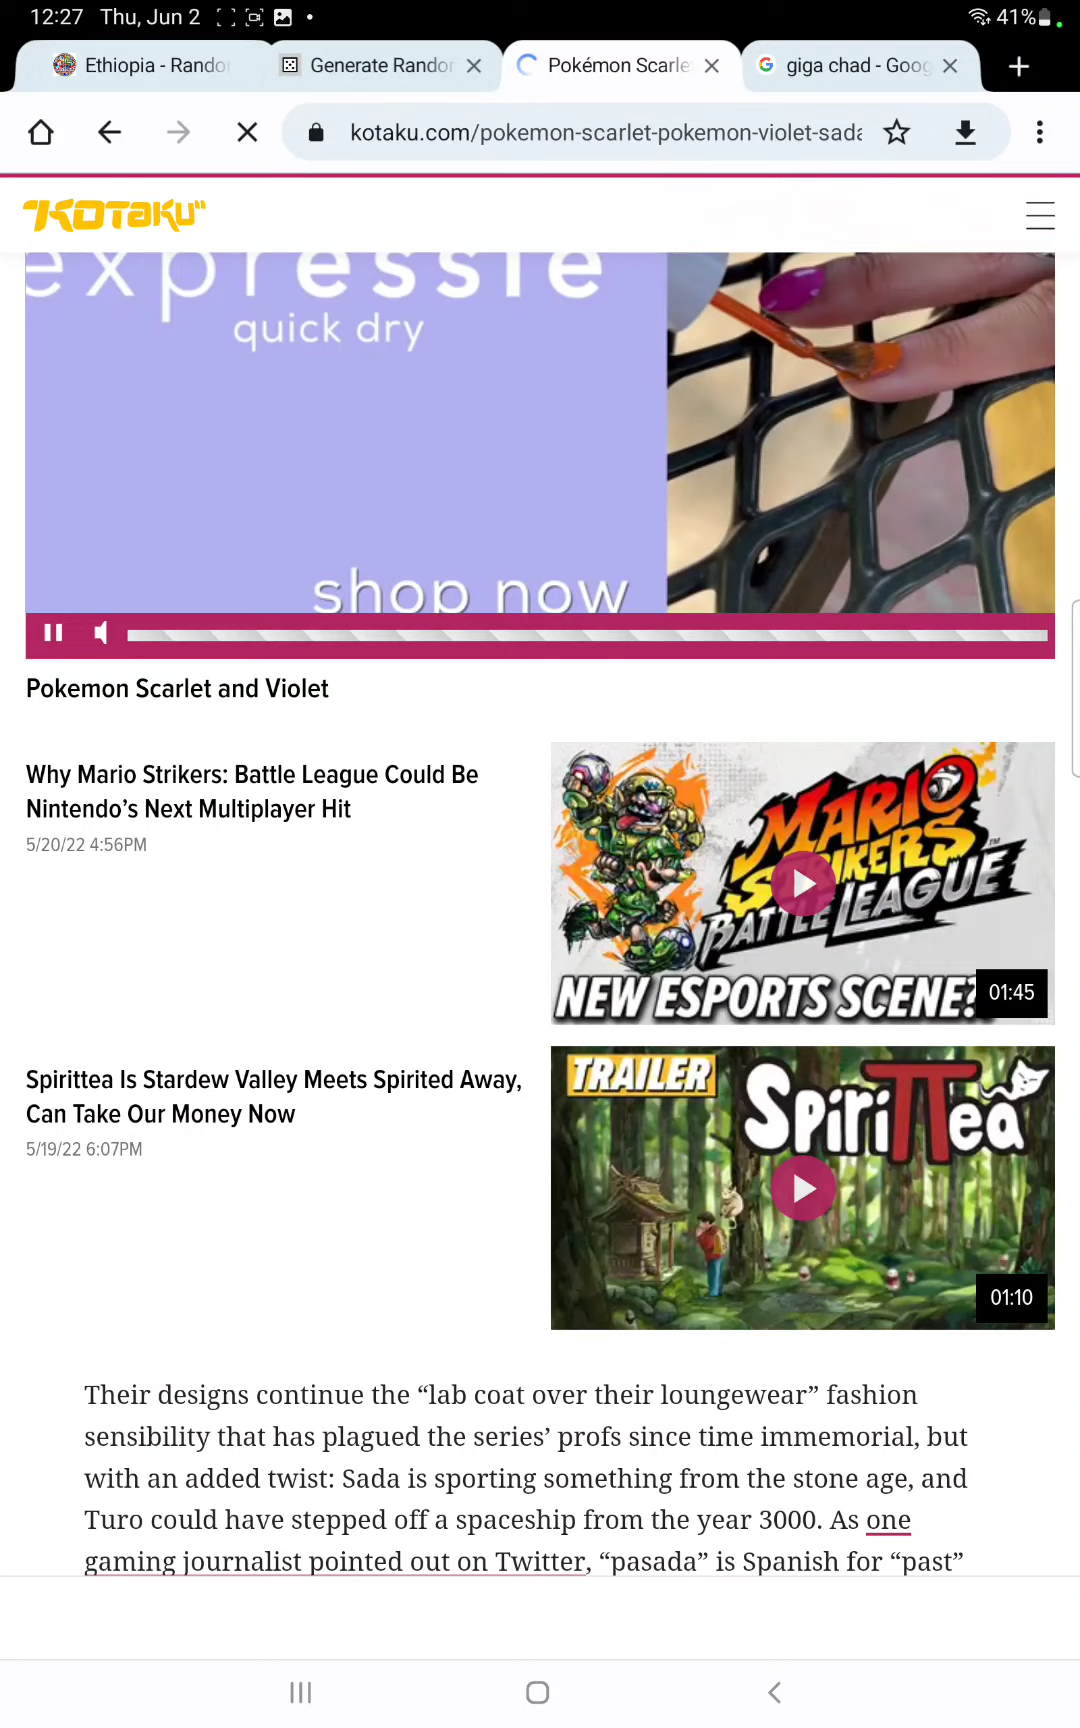 12:27 Thu, Jun 2 41%
Ethiopia - Rando Generate Randor Pokémon Scarle giga chad - Goog
kotaku.com/pokemon-scarlet-pokemon-violet-sada
KOTAKU
expressie
quick dry
shop now
Pokemon Scarlet and Violet
Why Mario Strikers: Battle League Could Be
Nintendo’s Next Multiplayer Hit
5/20/22 4:56PM
MARIO
STRIKERS
BATTLE LEAGUE
NEW ESPORTS SCENE?
01:45
Spirittea Is Stardew Valley Meets Spirited Away,
Can Take Our Money Now
5/19/22 6:07PM
TRAILER
SpiriTTea
01:10
Their designs continue the “lab coat over their loungewear” fashion
sensibility that has plagued the series’ profs since time immemorial, but
with an added twist: Sada is sporting something from the stone age, and
Turo could have stepped off a spaceship from the year 3000. As one
gaming journalist pointed out on Twitter, “pasada” is Spanish for “past”